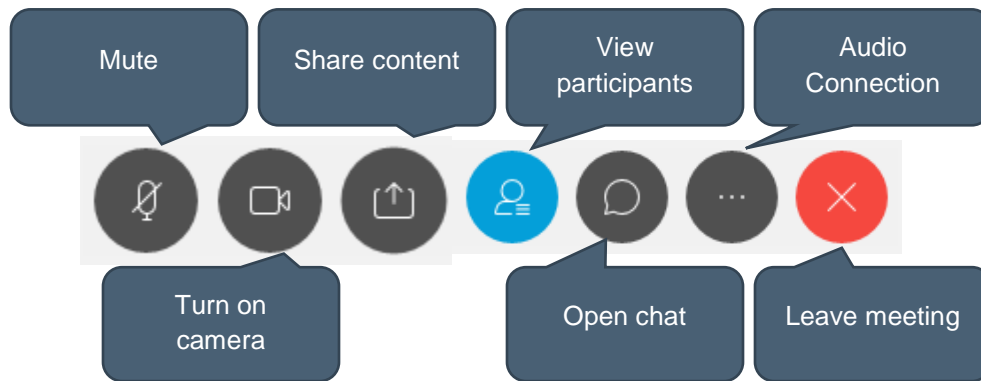 Mute
Share content
View
participants
Audio
Connection
Turn on
camera
Open chat
Leave meeting